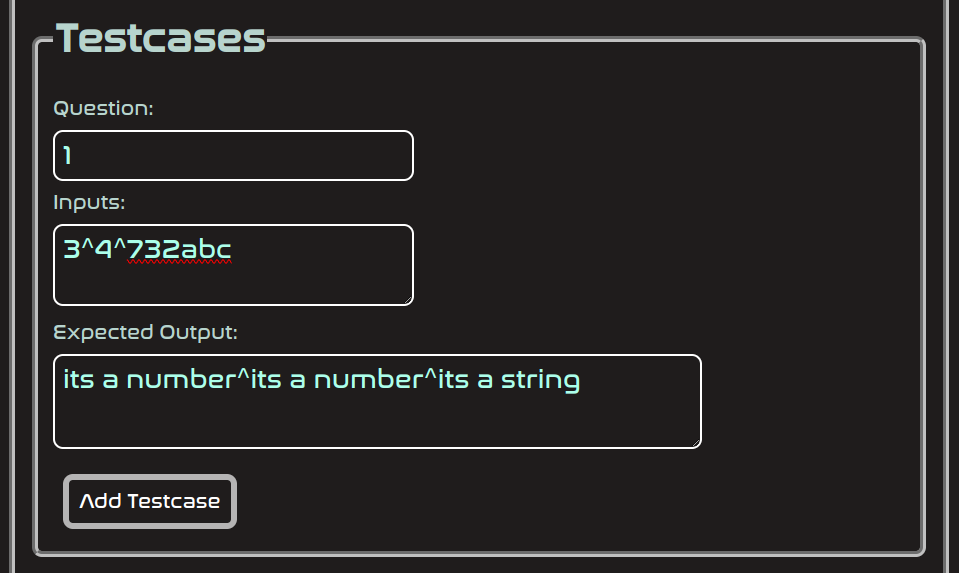 Testcases
Question:
1
Inputs:
3^4^732abc
Expected Output:
its a number^its a number^its a string
Add Testcase